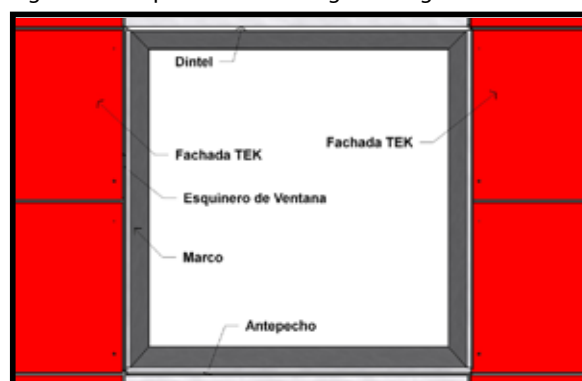 Dintel
Fachada TEK
Fachada TEK
Esquinero de Ventana
Marco
Antepecho